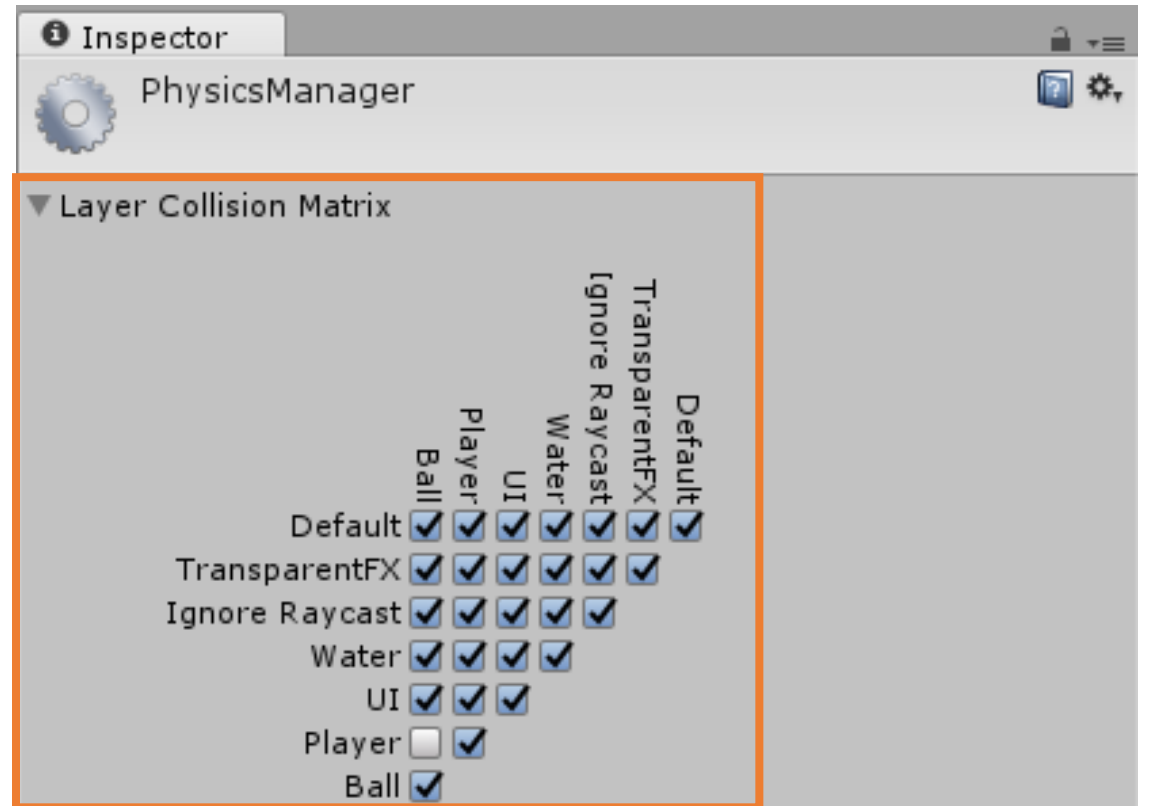 Inspector
PhysicsManager
Layer Collision Matrix
Ball
Player
UI
Water
Ignore Raycast
TransparentFX
Default
Default
TransparentFX
Ignore Raycast
Water
UI
Player
Ball